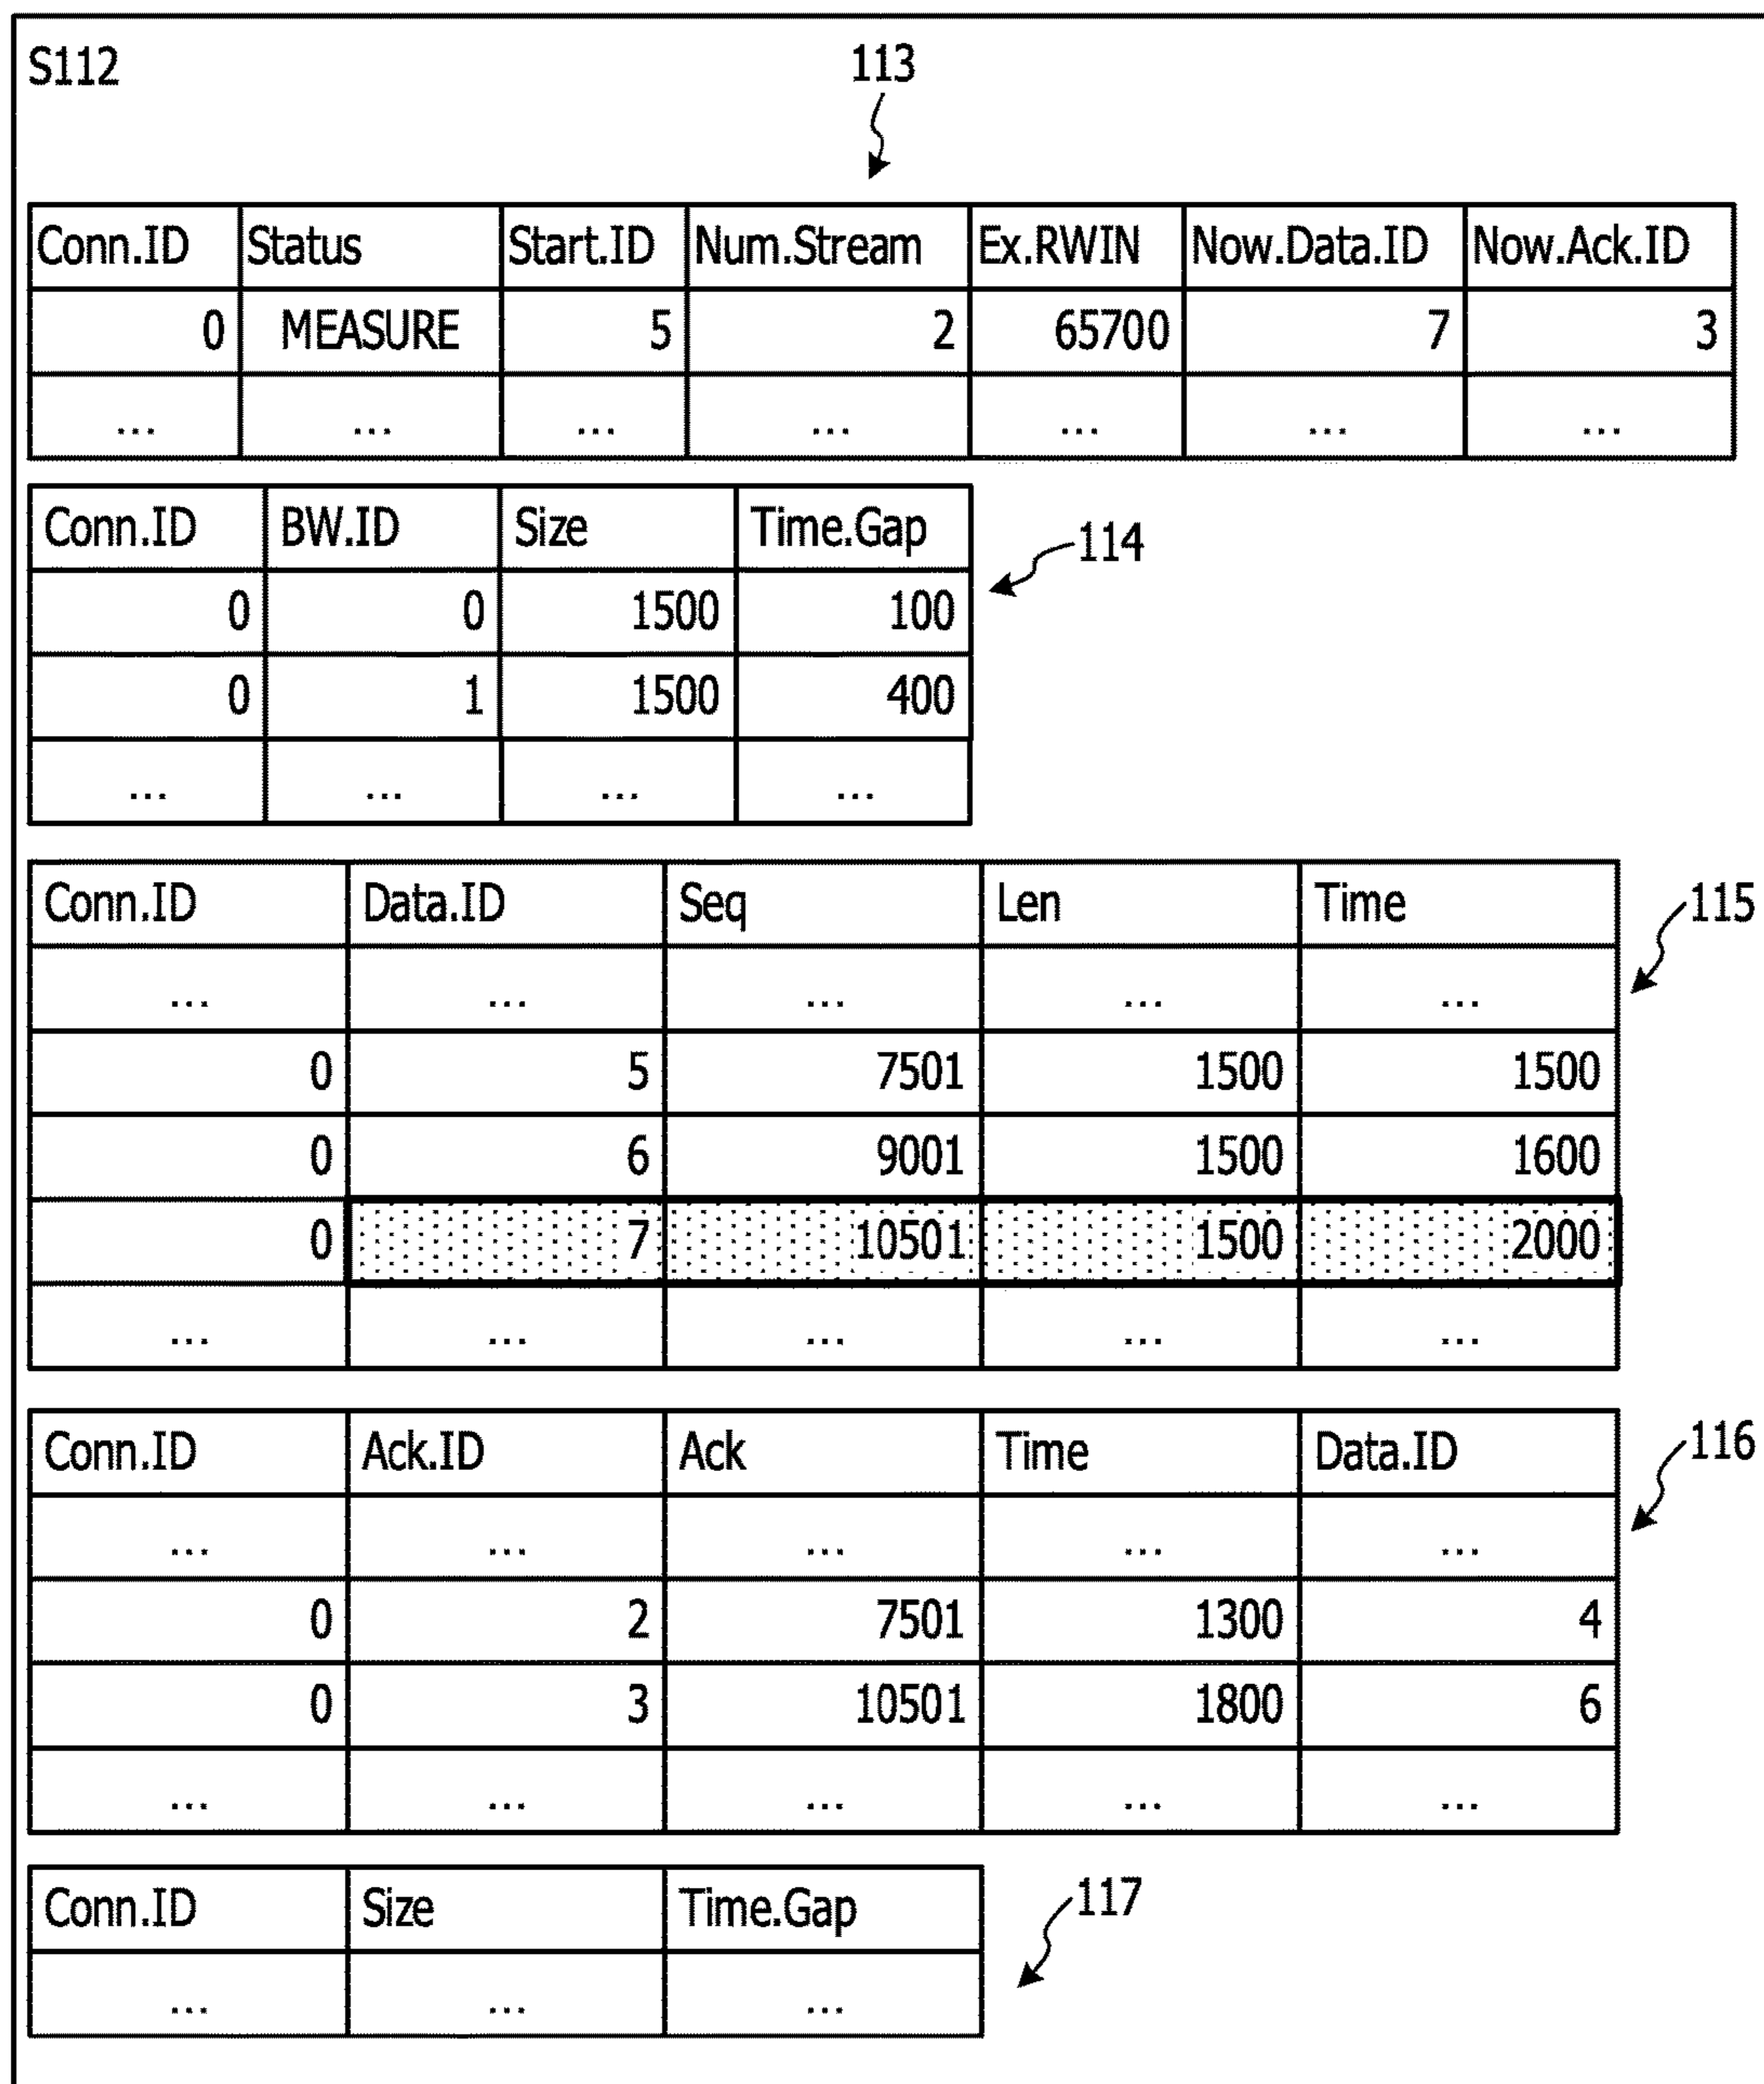 S112
113
Conn.ID Status Start.ID Num.Stream Ex.RWIN Now.Data.ID Now.Ack.ID
0 MEASURE 5 2 65700 7 3
... ... ... ... ... ... ...
114
Conn.ID BW.ID Size Time.Gap
0 0 1500 100
0 1 1500 400
... ... ... ...
115
Conn.ID Data.ID Seq Len Time
... ... ... ... ...
0 5 7501 1500 1500
0 6 9001 1500 1600
0 7 10501 1500 2000
... ... ... ... ...
116
Conn.ID Ack.ID Ack Time Data.ID
... ... ... ... ...
0 2 7501 1300 4
0 3 10501 1800 6
... ... ... ... ...
117
Conn.ID Size Time.Gap
... ... ...